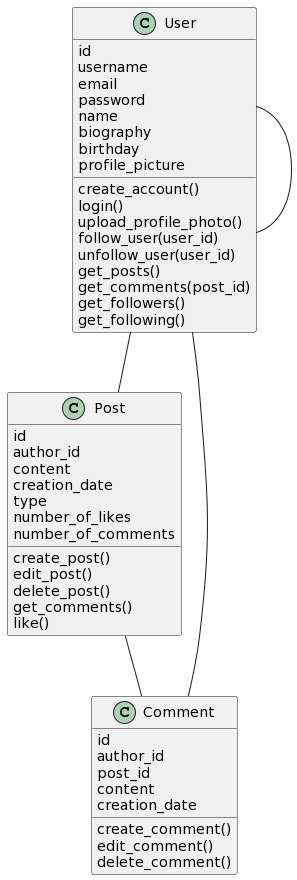 C User
id
username
email
password
name
biography
birthday
profile_picture
create_account()
login()
upload_profile_photo()
follow_user(user_id)
unfollow_user(user_id)
get_posts()
get_comments(post_id)
get_followers()
get_following()
C Post
id
author_id
content
creation_date
type
number_of_likes
number_of_comments
create_post()
edit_post()
delete_post()
get_comments()
like()
C Comment
id
author_id
post_id
content
creation_date
create_comment()
edit_comment()
delete_comment()